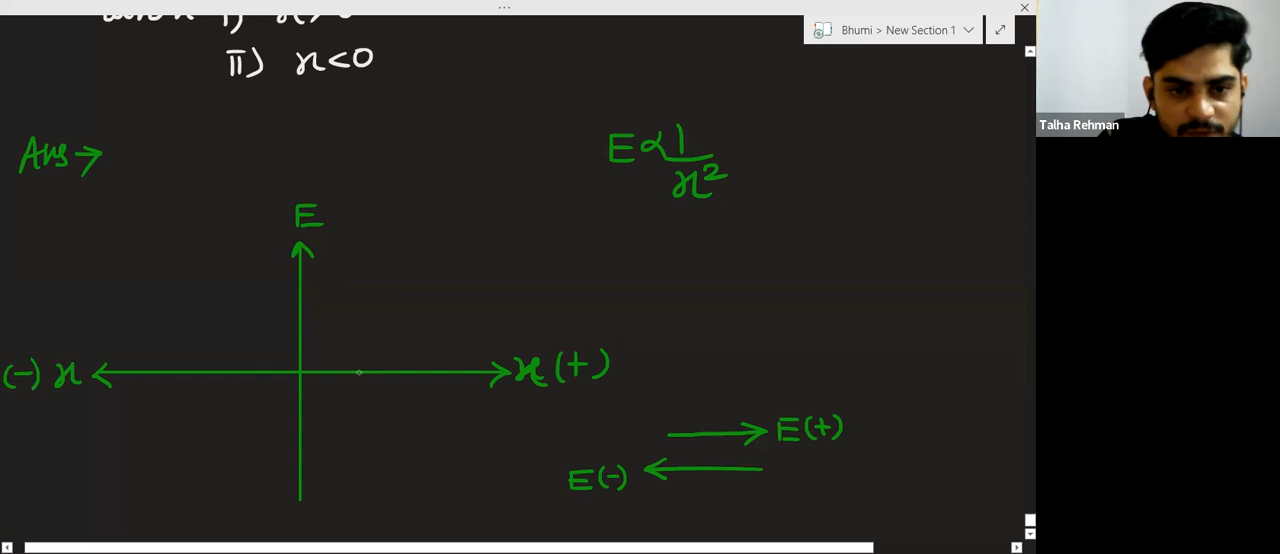 Bhumi > New Section 1
II) x<0
Talha Rehman
Ans →
E ∝ 1/x²
E
(-) x
x (+)
E(+)
E(-)